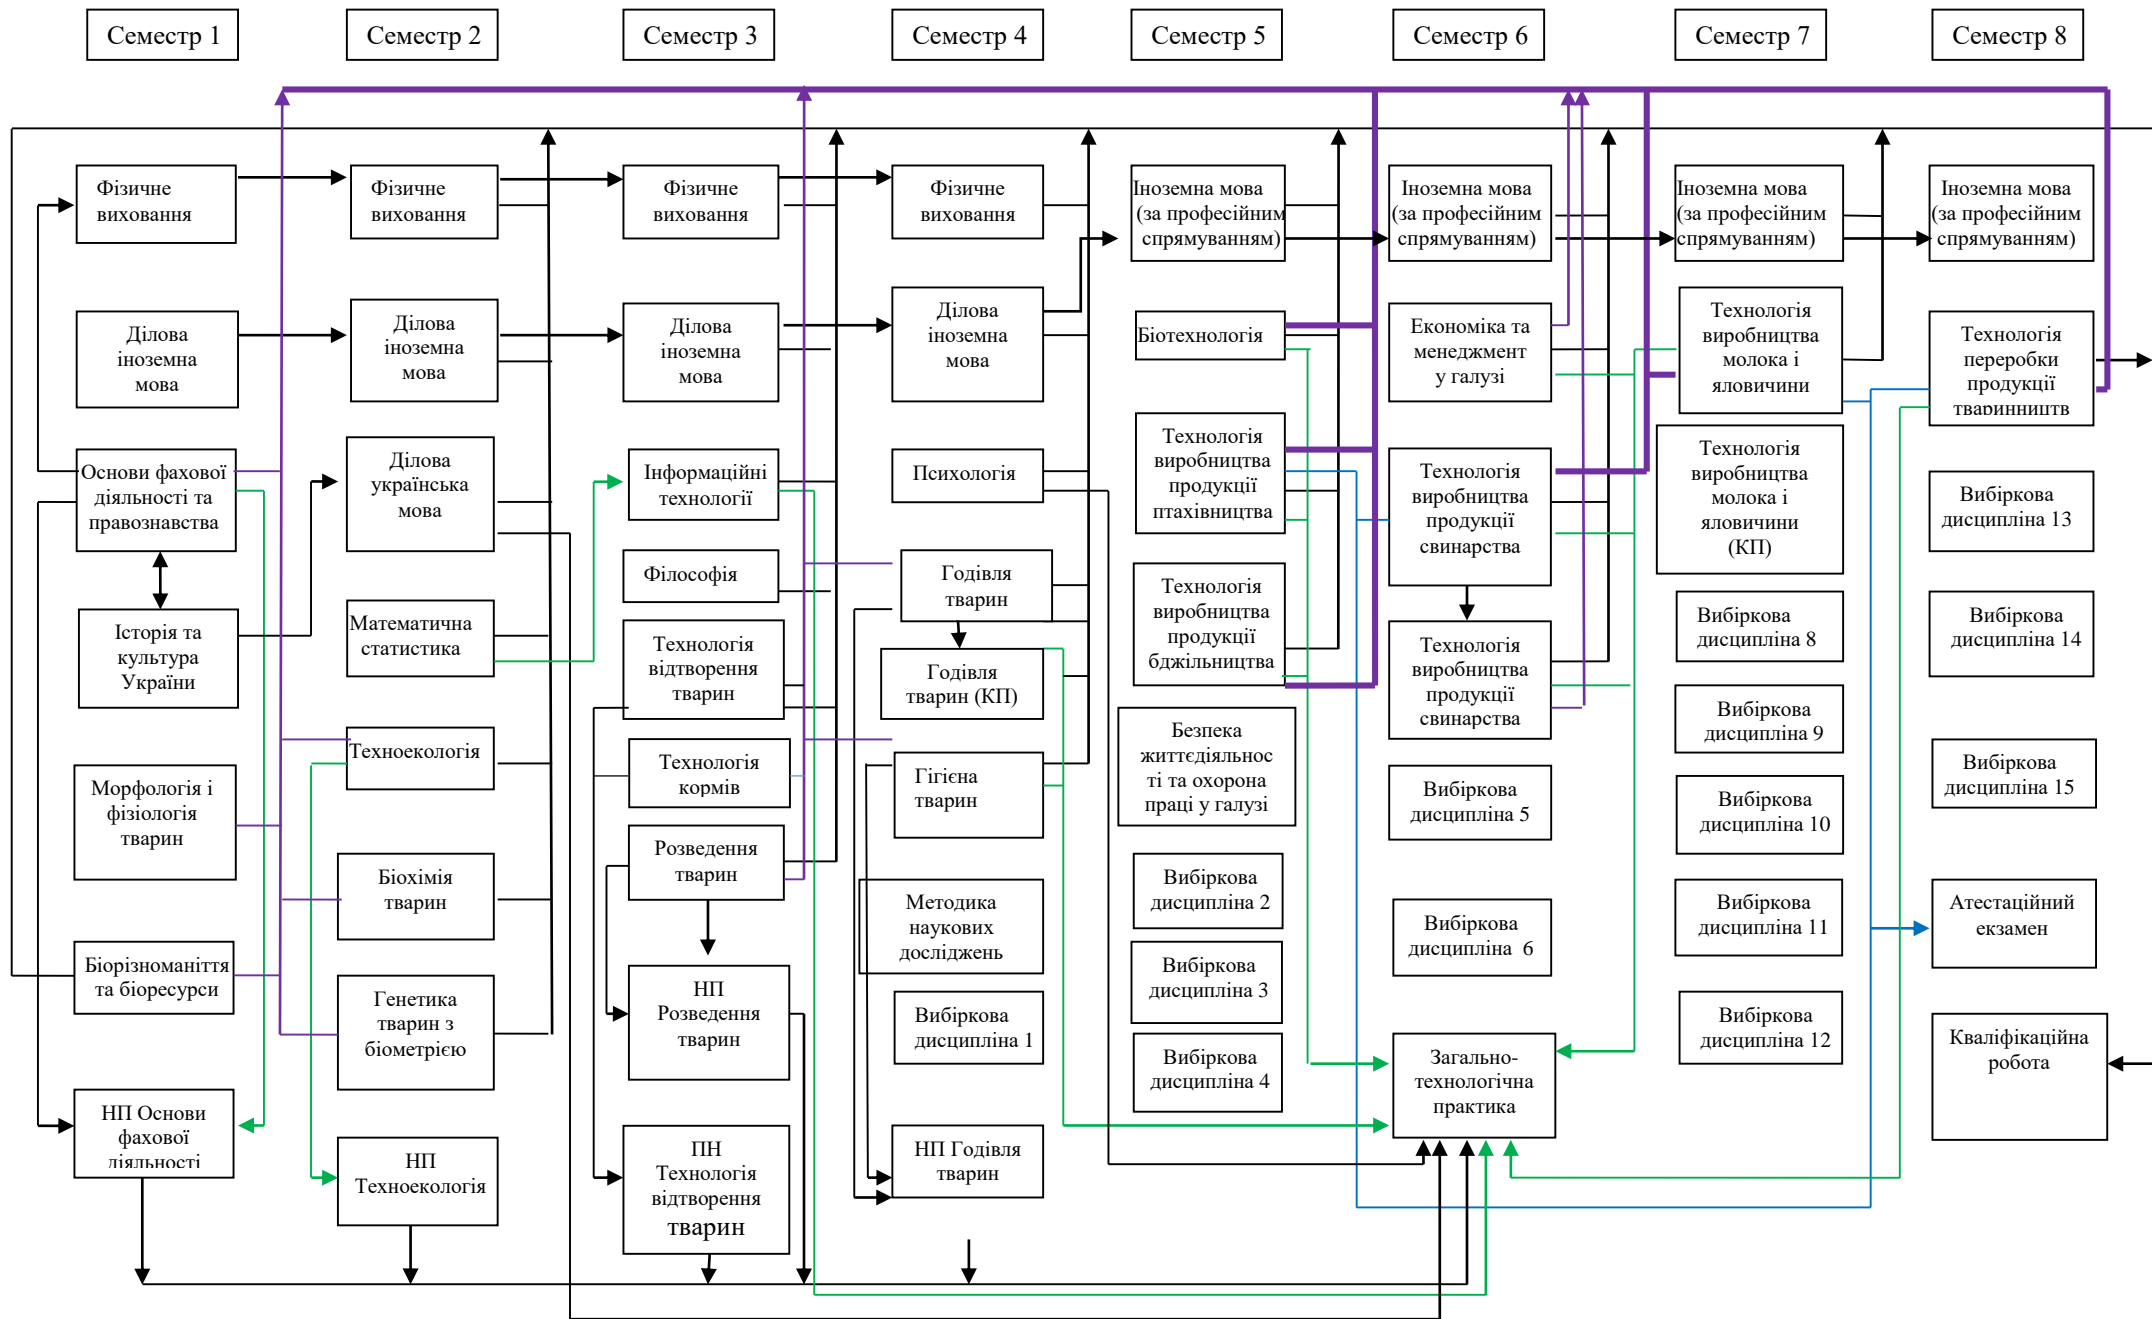 Семестр 1
Семестр 2
Семестр 3
Семестр 4
Семестр 5
Семестр 6
Семестр 7
Семестр 8
Фізичне
виховання
Ділова
іноземна
мова
Основи фахової
діяльності та
правознавства
Історія та
культура
України
Морфологія і
фізіологія
тварин
Біорізноманіття
та біоресурси
НП Основи
фахової
діяльності
Фізичне
виховання
Ділова
іноземна
мова
Ділова
українська
мова
Математична
статистика
Техноекологія
Біохімія
тварин
Генетика
тварин з
біометрією
НП
Техноекологія
Фізичне
виховання
Ділова
іноземна
мова
Інформаційні
технології
Філософія
Технологія
відтворення
тварин
Технологія
кормів
Розведення
тварин
НП
Розведення
тварин
ПН
Технологія
відтворення
тварин
Фізичне
виховання
Ділова
іноземна
мова
Психологія
Годівля
тварин
Годівля
тварин (КП)
Гігієна
тварин
Методика
наукових
досліджень
Вибіркова
дисципліна 1
НП Годівля
тварин
Іноземна мова
(за професійним
спрямуванням)
Біотехнологія
Технологія
виробництва
продукції
птахівництва
Технологія
виробництва
продукції
бджільництва
Безпека
життєдіяльнос
ті та охорона
праці у галузі
Вибіркова
дисципліна 2
Вибіркова
дисципліна 3
Вибіркова
дисципліна 4
Іноземна мова
(за професійним
спрямуванням)
Економіка та
менеджмент
у галузі
Технологія
виробництва
продукції
свинарства
Технологія
виробництва
продукції
свинарства
Вибіркова
дисципліна 5
Вибіркова
дисципліна 6
Загально-
технологічна
практика
Іноземна мова
(за професійним
спрямуванням)
Технологія
виробництва
молока і
яловичини
Технологія
виробництва
молока і
яловичини
(КП)
Вибіркова
дисципліна 8
Вибіркова
дисципліна 9
Вибіркова
дисципліна 10
Вибіркова
дисципліна 11
Вибіркова
дисципліна 12
Іноземна мова
(за професійним
спрямуванням)
Технологія
переробки
продукції
тваринництв
Вибіркова
дисципліна 13
Вибіркова
дисципліна 14
Вибіркова
дисципліна 15
Атестаційний
екзамен
Кваліфікаційна
робота